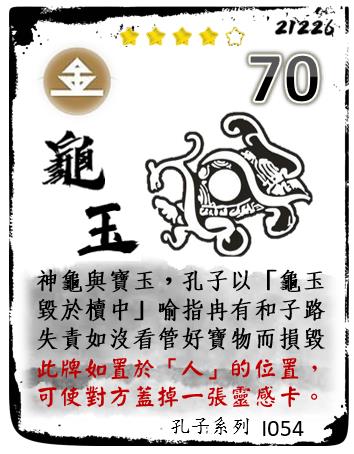 ★★★★☆
21226
金
70
龜玉
神龜與寶玉，孔子以「龜玉
毀於櫝中」喻指冉有和子路
失責如沒看管好寶物而損毀
此牌如置於「人」的位置，
可使對方蓋掉一張靈感卡。
孔子系列 I054